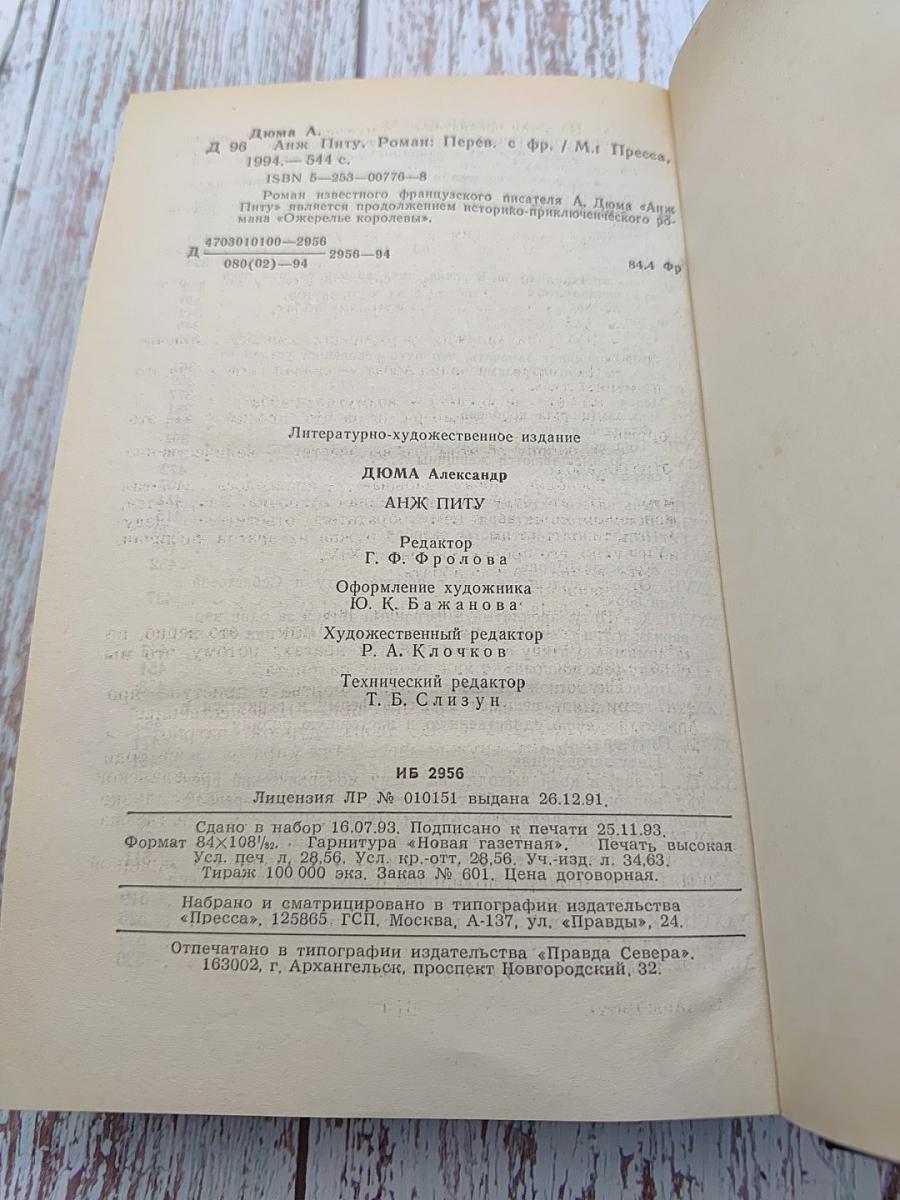 Дюма А.
Д 96 Анж Питу. Роман: Перев. с фр. / М.: Пресса,
1994.— 544 с.
ISBN 5—253—00776—8
Роман известного французского писателя А. Дюма «Анж
Питу» является продолжением историко-приключенческого ро-
мана «Ожерелье королевы».
Д 4703010100—2956
080(02)—94 2956—94
84.4 Фр
Литературно-художественное издание
ДЮМА Александр
АНЖ ПИТУ
Редактор
Г. Ф. Фролова
Оформление художника
Ю. К. Бажанова
Художественный редактор
Р. А. Клочков
Технический редактор
Т. Б. Слизун
ИБ 2956
Лицензия ЛР № 010151 выдана 26.12.91.
Сдано в набор 16.07.93. Подписано к печати 25.11.93.
Формат 84×108¹/₃₂. Гарнитура «Новая газетная». Печать высокая
Усл. печ. л. 28,56. Усл. кр.-отт. 28,56. Уч.-изд. л. 34,63.
Тираж 100 000 экз. Заказ № 601. Цена договорная.
Набрано и сматрицировано в типографии издательства
«Пресса». 125865 ГСП. Москва, А-137, ул. «Правды», 24.
Отпечатано в типографии издательства «Правда Севера».
163002, г. Архангельск, проспект Новгородский, 32.